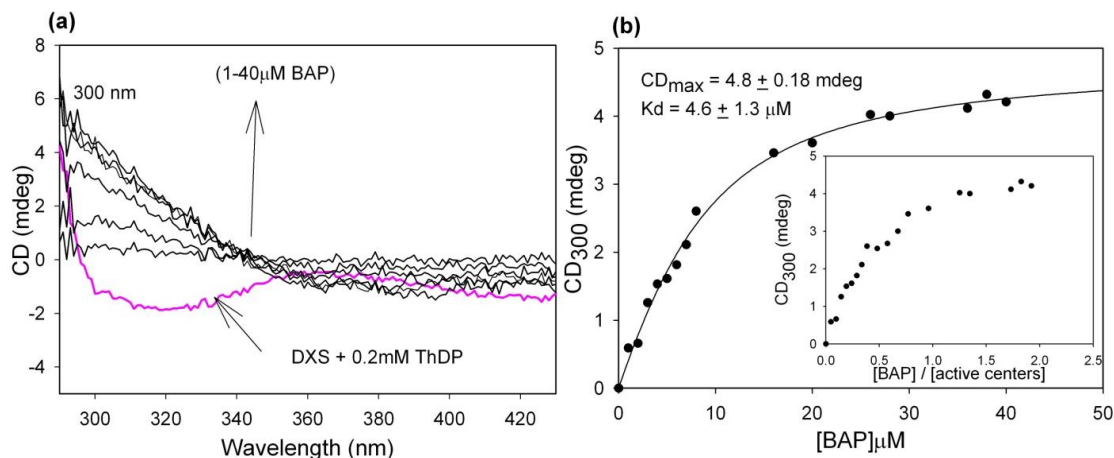 (a)
8
6
4
2
0
-2
-4
CD (mdeg)
300 nm
(1-40μM BAP)
DXS + 0.2mM ThDP
300 320 340 360 380 400 420
Wavelength (nm)
(b)
5
4
3
2
1
0
CD300 (mdeg)
CDmax = 4.8 ± 0.18 mdeg
Kd = 4.6 ± 1.3 μM
5
4
3
2
1
0
CD300 (mdeg)
0.0 0.5 1.0 1.5 2.0 2.5
[BAP] / [active centers]
0 10 20 30 40 50
[BAP]μM